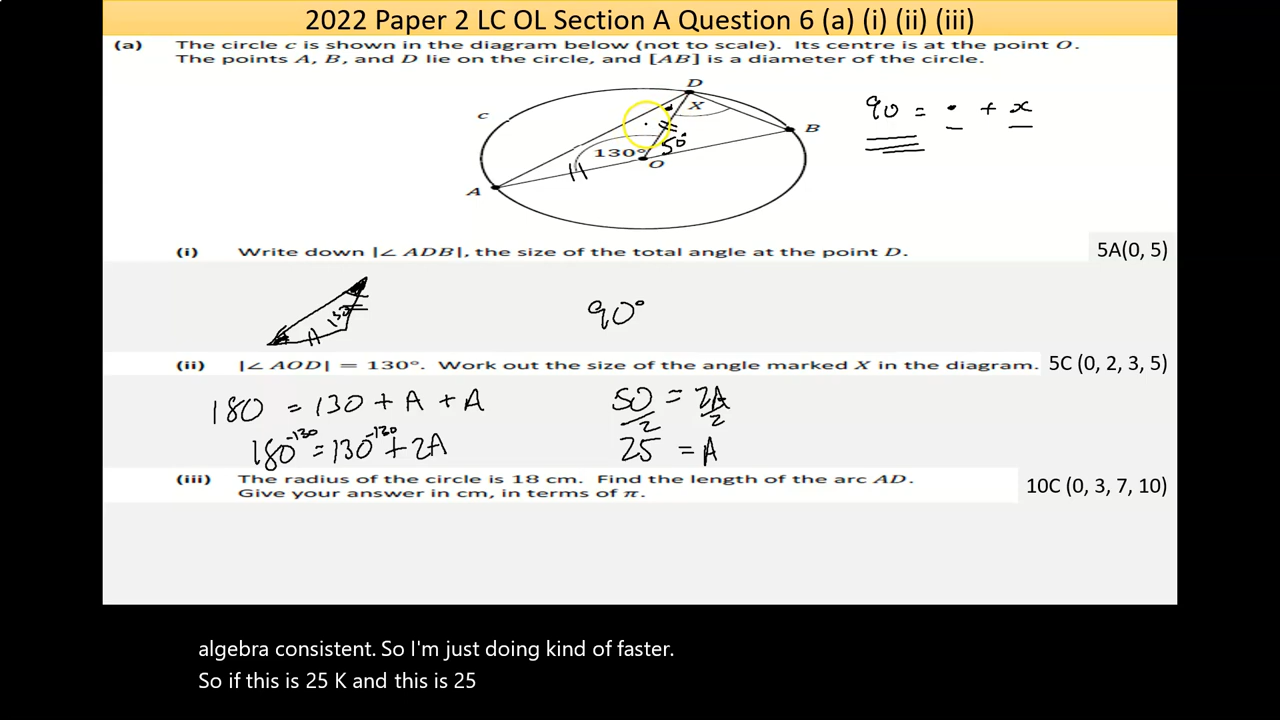 2022 Paper 2 LC OL Section A Question 6 (a) (i) (ii) (iii)
(a) The circle c is shown in the diagram below (not to scale). Its centre is at the point O.
The points A, B, and D lie on the circle, and [AB] is a diameter of the circle.
D
c
X
B
130°
50°
O
A
90 = • + x
(i) Write down |∠ ADB|, the size of the total angle at the point D. 5A(0, 5)
130
A
90°
(ii) |∠ AOD| = 130°. Work out the size of the angle marked X in the diagram. 5C (0, 2, 3, 5)
180 = 130 + A + A
50/2 = 2A/2
180 -130 = 130 -130 + 2A
25 = A
(iii) The radius of the circle is 18 cm. Find the length of the arc AD. 10C (0, 3, 7, 10)
Give your answer in cm, in terms of π.
algebra consistent. So I'm just doing kind of faster.
So if this is 25 K and this is 25